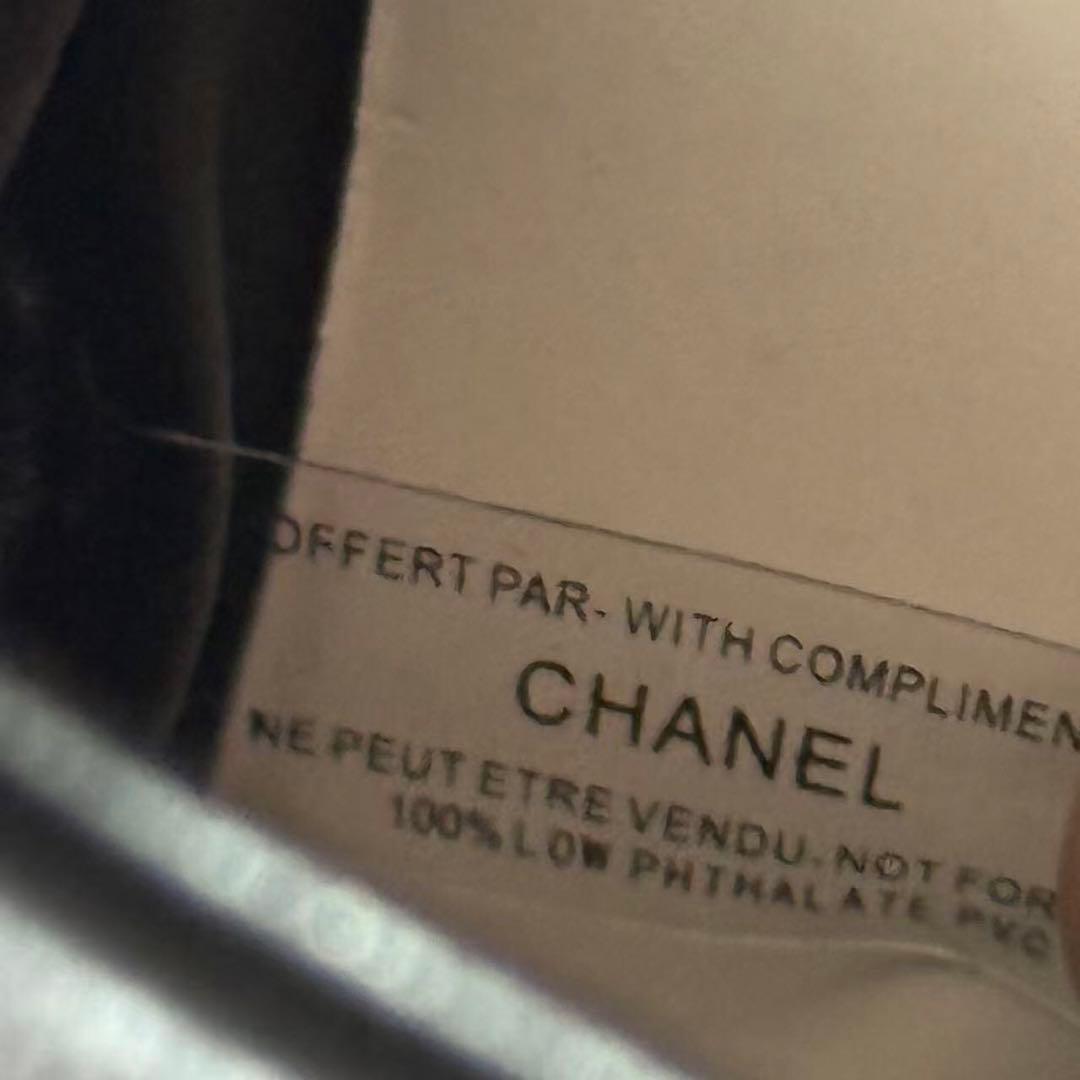 OFFERT PAR- WITH COMPLIMEN
CHANEL
NE PEUT ETRE VENDU. NOT FOR
100% LOW PHTHALATE PVC